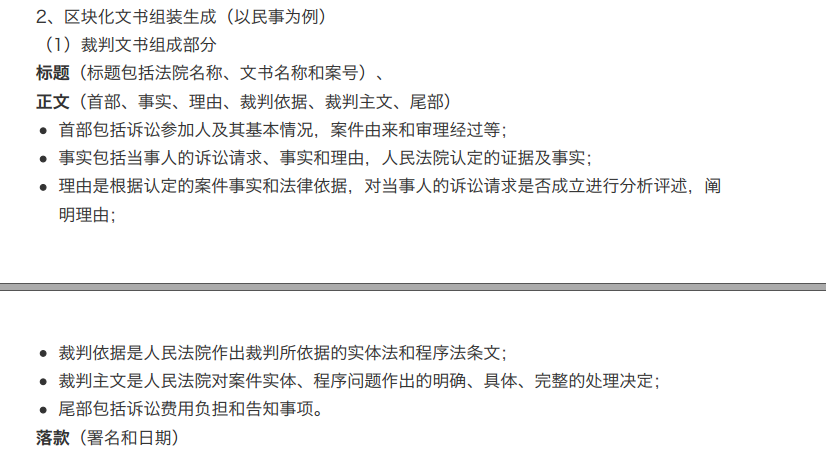 2、区块化文书组装生成（以民事为例）
（1）裁判文书组成部分
标题（标题包括法院名称、文书名称和案号）、
正文（首部、事实、理由、裁判依据、裁判主文、尾部）
● 首部包括诉讼参加人及其基本情况，案件由来和审理经过等；
● 事实包括当事人的诉讼请求、事实和理由，人民法院认定的证据及事实；
● 理由是根据认定的案件事实和法律依据，对当事人的诉讼请求是否成立进行分析评述，阐
明理由；
● 裁判依据是人民法院作出裁判所依据的实体法和程序法条文；
● 裁判主文是人民法院对案件实体、程序问题作出的明确、具体、完整的处理决定；
● 尾部包括诉讼费用负担和告知事项。
落款（署名和日期）